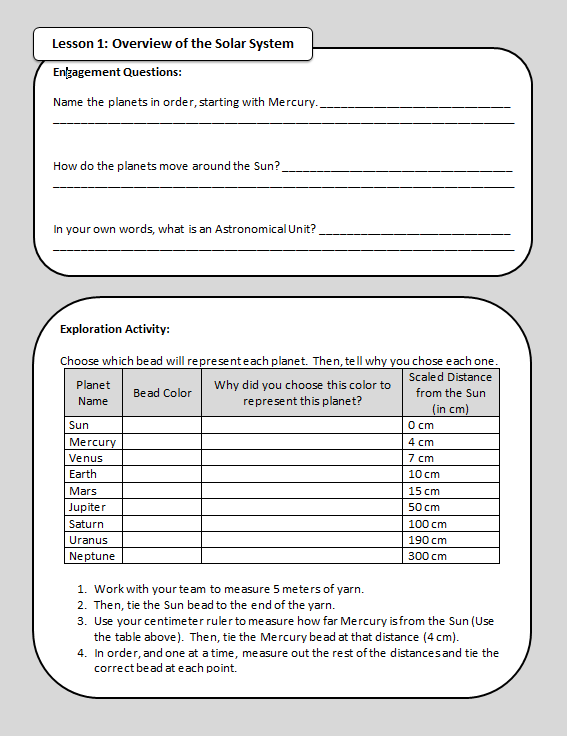 Lesson 1: Overview of the Solar System
Engagement Questions:
Name the planets in order, starting with Mercury. ______________________________
________________________________________________________________________
How do the planets move around the Sun? ____________________________________
________________________________________________________________________
In your own words, what is an Astronomical Unit? ______________________________
________________________________________________________________________
Exploration Activity:
Choose which bead will represent each planet. Then, tell why you chose each one.
Planet Name | Bead Color | Why did you choose this color to represent this planet? | Scaled Distance from the Sun (in cm)
Sun | | | 0 cm
Mercury | | | 4 cm
Venus | | | 7 cm
Earth | | | 10 cm
Mars | | | 15 cm
Jupiter | | | 50 cm
Saturn | | | 100 cm
Uranus | | | 190 cm
Neptune | | | 300 cm
1. Work with your team to measure 5 meters of yarn.
2. Then, tie the Sun bead to the end of the yarn.
3. Use your centimeter ruler to measure how far Mercury is from the Sun (Use
the table above). Then, tie the Mercury bead at that distance (4 cm).
4. In order, and one at a time, measure out the rest of the distances and tie the
correct bead at each point.